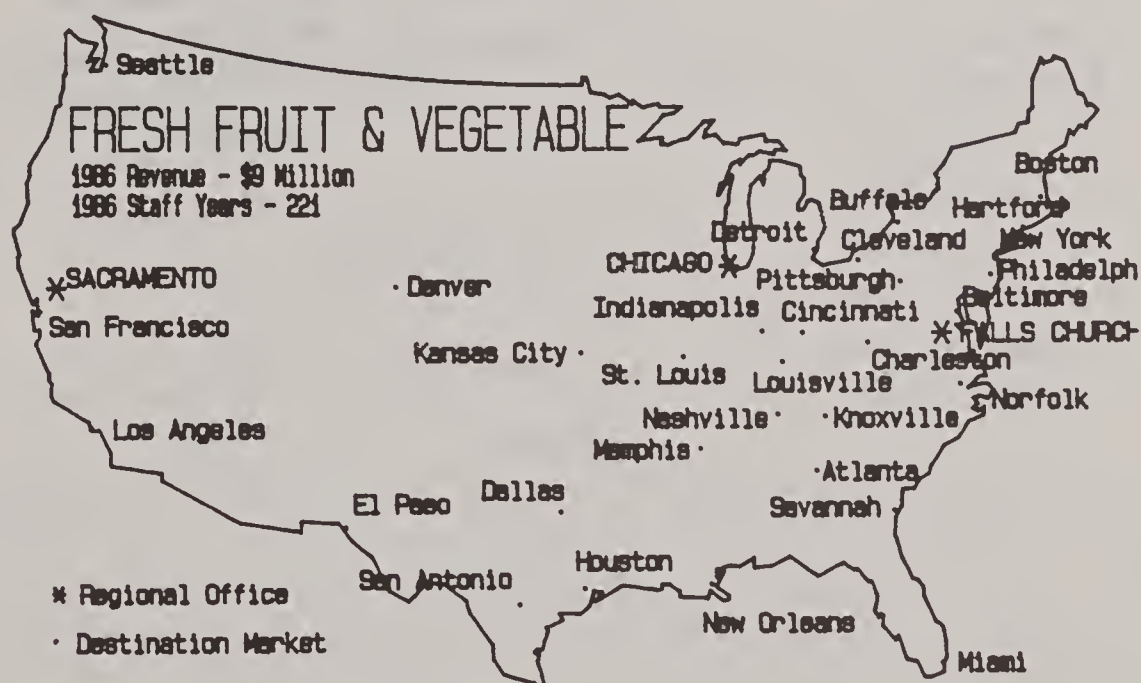 Seattle
FRESH FRUIT & VEGETABLE
1986 Revenue - $9 Million
1986 Staff Years - 221
Boston
Buffalo
Hartford
Detroit
Cleveland
New York
CHICAGO
Philadelph
SACRAMENTO
Denver
Pittsburgh
Baltimore
Indianapolis
Cincinnati
San Francisco
FALLS CHURCH
Kansas City
Charleston
St. Louis
Louisville
Norfolk
Nashville
Knoxville
Los Angeles
Memphis
Atlanta
Dallas
El Paso
Savannah
Houston
San Antonio
* Regional Office
New Orleans
· Destination Market
Miami